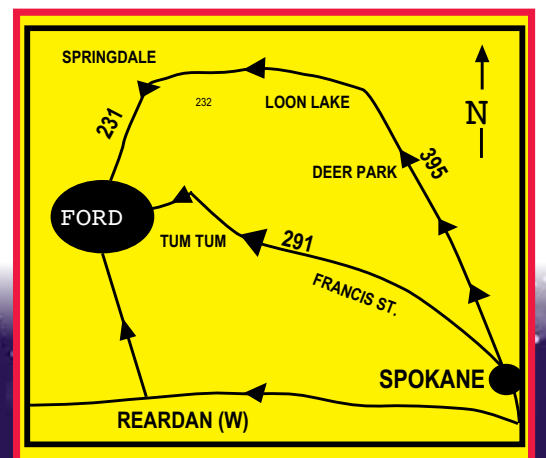 SPRINGDALE
231
232
LOON LAKE
N
395
DEER PARK
FORD
TUM TUM
291
FRANCIS ST.
SPOKANE
REARDAN (W)